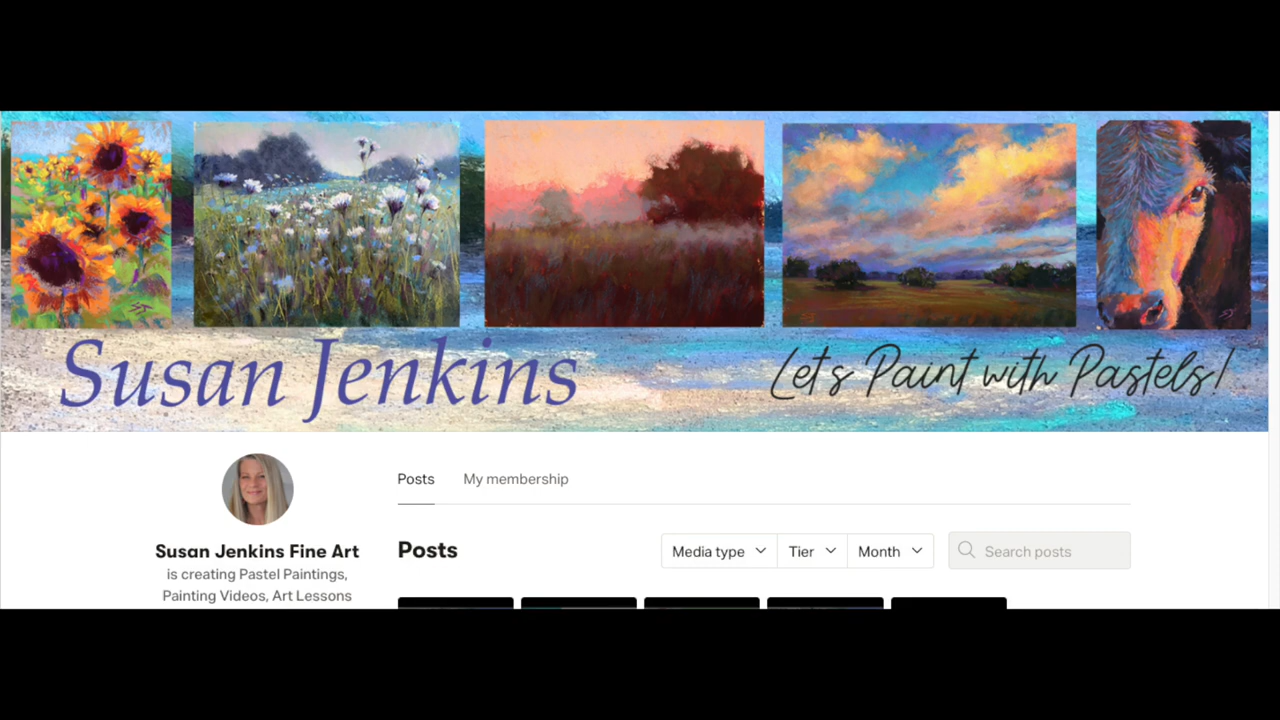 Susan Jenkins
Let's Paint with Pastels!
Posts
My membership
Susan Jenkins Fine Art
is creating Pastel Paintings,
Painting Videos, Art Lessons
Posts
Media type
Tier
Month
Search posts